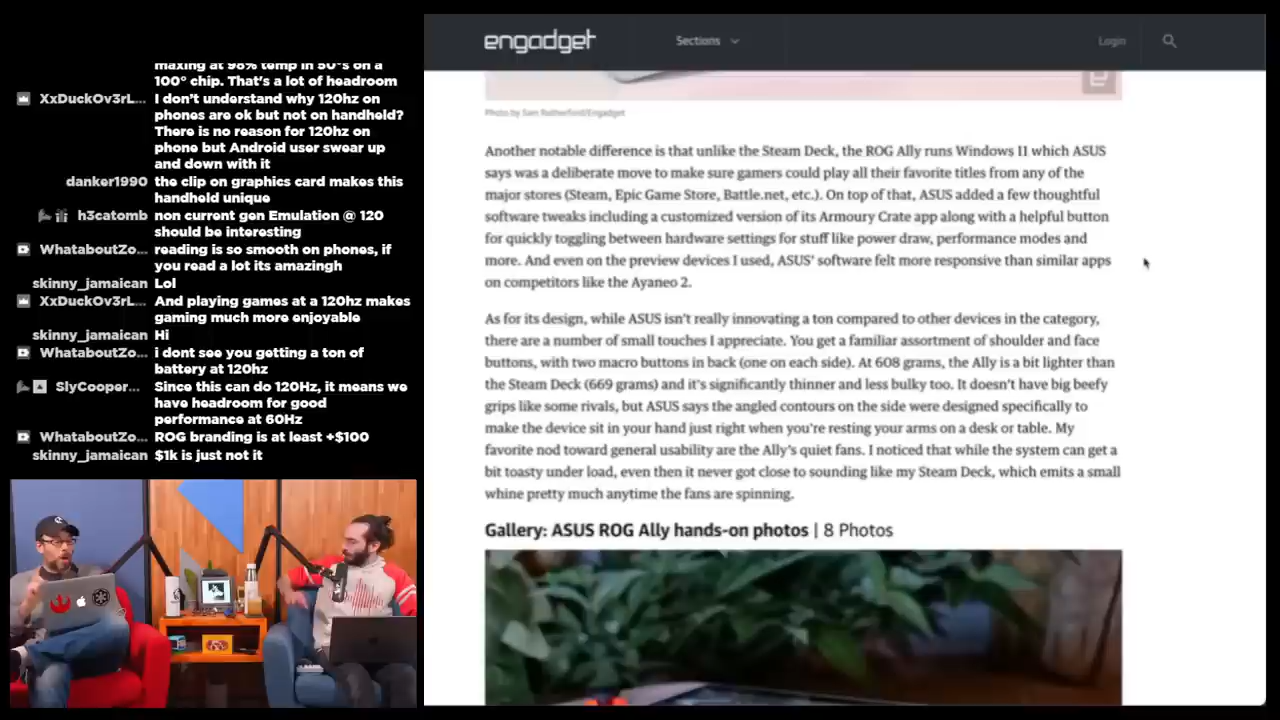 maxing at 98% temp in 50°s on a
100° chip. That's a lot of headroom
XxDuckOv3rL... I don't understand why 120hz on
phones are ok but not on handheld?
There is no reason for 120hz on
phone but Android user swear up
and down with it
danker1990 the clip on graphics card makes this
handheld unique
h3catomb non current gen Emulation @ 120
should be interesting
WhataboutZo... reading is so smooth on phones, if
you read a lot its amazingh
skinny_jamaican Lol
XxDuckOv3rL... And playing games at a 120hz makes
gaming much more enjoyable
skinny_jamaican Hi
WhataboutZo... i dont see you getting a ton of
battery at 120hz
SlyCooper... Since this can do 120Hz, it means we
have headroom for good
performance at 60Hz
WhataboutZo... ROG branding is at least +$100
skinny_jamaican $1k is just not it
engadget
Sections
Login
Photo by Sam Rutherford/Engadget
Another notable difference is that unlike the Steam Deck, the ROG Ally runs Windows 11 which ASUS
says was a deliberate move to make sure gamers could play all their favorite titles from any of the
major stores (Steam, Epic Game Store, Battle.net, etc.). On top of that, ASUS added a few thoughtful
software tweaks including a customized version of its Armoury Crate app along with a helpful button
for quickly toggling between hardware settings for stuff like power draw, performance modes and
more. And even on the preview devices I used, ASUS' software felt more responsive than similar apps
on competitors like the Ayaneo 2.
As for its design, while ASUS isn't really innovating a ton compared to other devices in the category,
there are a number of small touches I appreciate. You get a familiar assortment of shoulder and face
buttons, with two macro buttons in back (one on each side). At 608 grams, the Ally is a bit lighter than
the Steam Deck (669 grams) and it's significantly thinner and less bulky too. It doesn't have big beefy
grips like some rivals, but ASUS says the angled contours on the side were designed specifically to
make the device sit in your hand just right when you're resting your arms on a desk or table. My
favorite nod toward general usability are the Ally's quiet fans. I noticed that while the system can get a
bit toasty under load, even then it never got close to sounding like my Steam Deck, which emits a small
whine pretty much anytime the fans are spinning.
Gallery: ASUS ROG Ally hands-on photos | 8 Photos